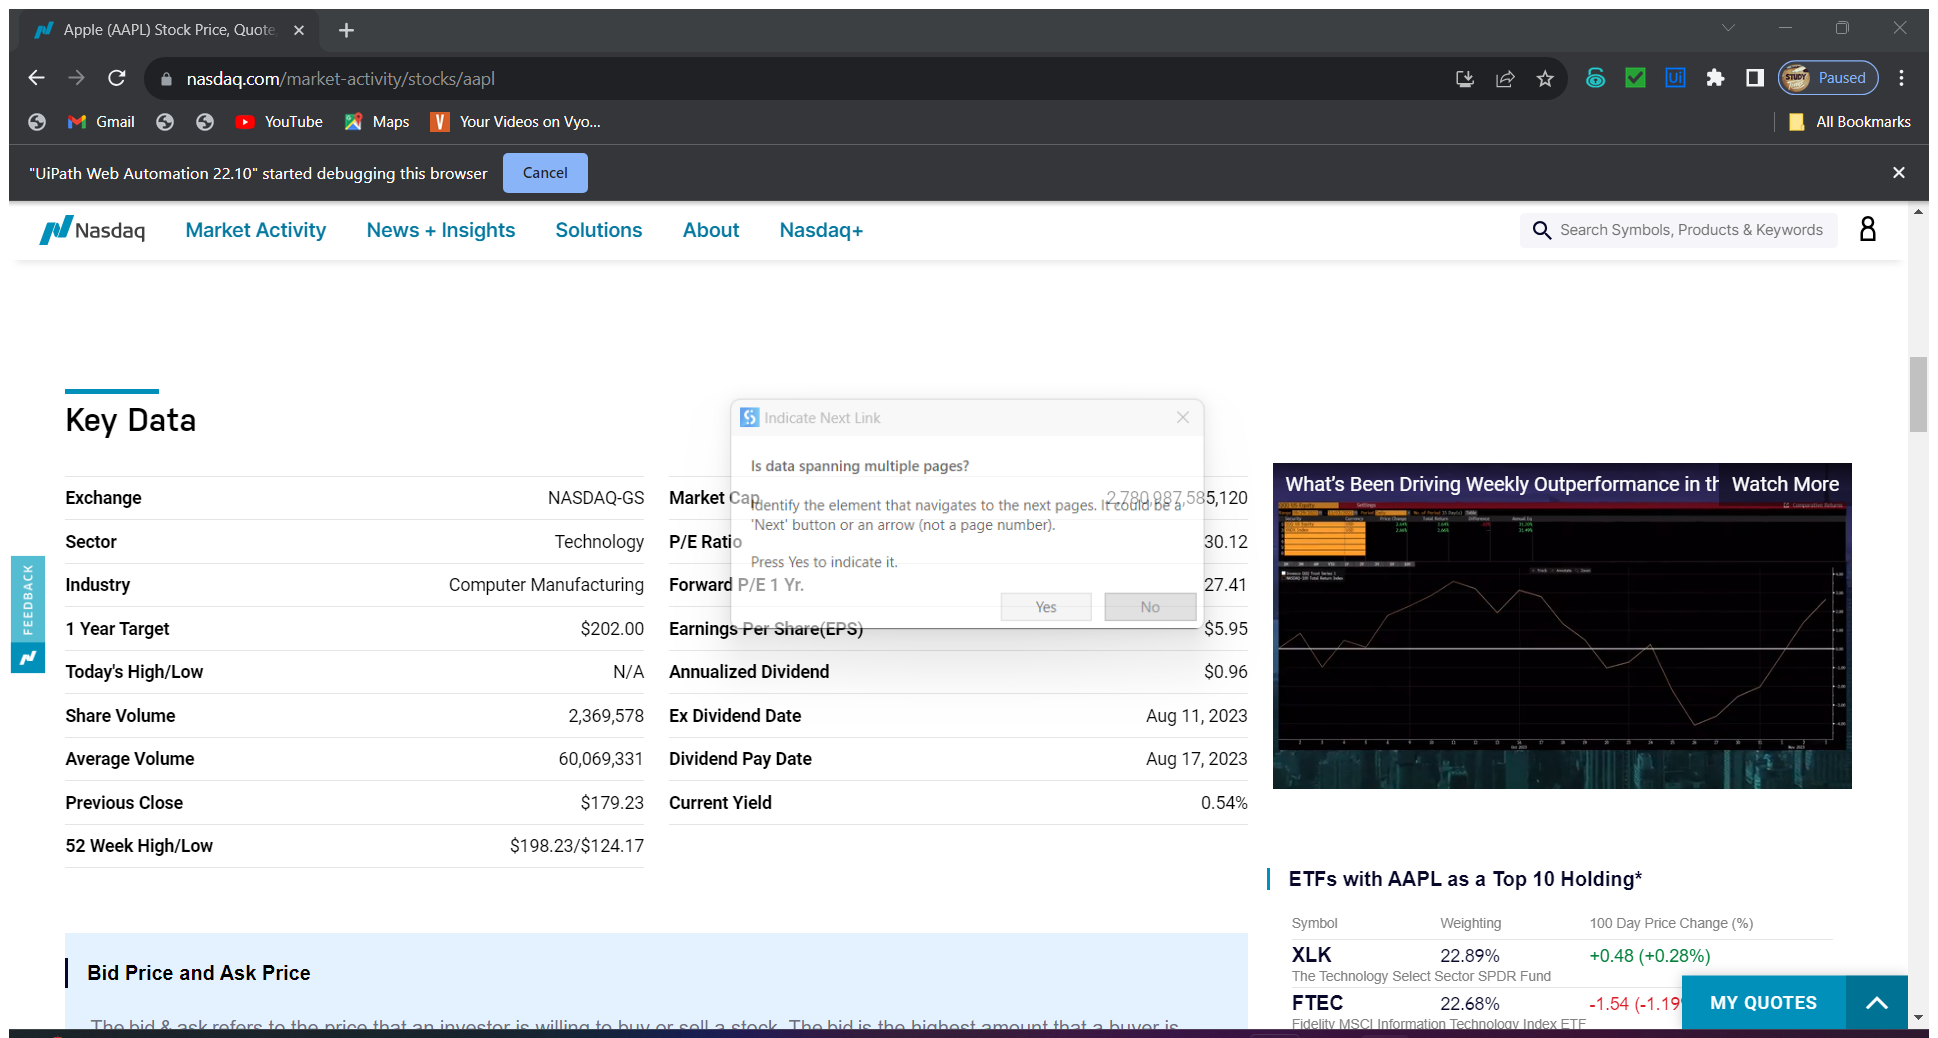 Apple (AAPL) Stock Price, Quote,
nasdaq.com/market-activity/stocks/aapl
Paused
Gmail
YouTube
Maps
Your Videos on Vyo...
All Bookmarks
"UiPath Web Automation 22.10" started debugging this browser
Cancel
Nasdaq
Market Activity
News + Insights
Solutions
About
Nasdaq+
Search Symbols, Products & Keywords
FEEDBACK
Key Data
Exchange NASDAQ-GS
Sector Technology
Industry Computer Manufacturing
1 Year Target $202.00
Today's High/Low N/A
Share Volume 2,369,578
Average Volume 60,069,331
Previous Close $179.23
52 Week High/Low $198.23/$124.17
Market Cap 2,780,987,585,120
P/E Ratio 30.12
Forward P/E 1 Yr. 27.41
Earnings Per Share(EPS) $5.95
Annualized Dividend $0.96
Ex Dividend Date Aug 11, 2023
Dividend Pay Date Aug 17, 2023
Current Yield 0.54%
Indicate Next Link
Is data spanning multiple pages?
Identify the element that navigates to the next pages. It could be a
'Next' button or an arrow (not a page number).
Press Yes to indicate it.
Yes
No
What's Been Driving Weekly Outperformance in th
Watch More
ETFs with AAPL as a Top 10 Holding*
Symbol Weighting 100 Day Price Change (%)
XLK 22.89% +0.48 (+0.28%)
The Technology Select Sector SPDR Fund
FTEC 22.68% -1.54 (-1.19
Fidelity MSCI Information Technology Index ETF
MY QUOTES
Bid Price and Ask Price
The bid & ask refers to the price that an investor is willing to buy or sell a stock. The bid is the highest amount that a buyer is